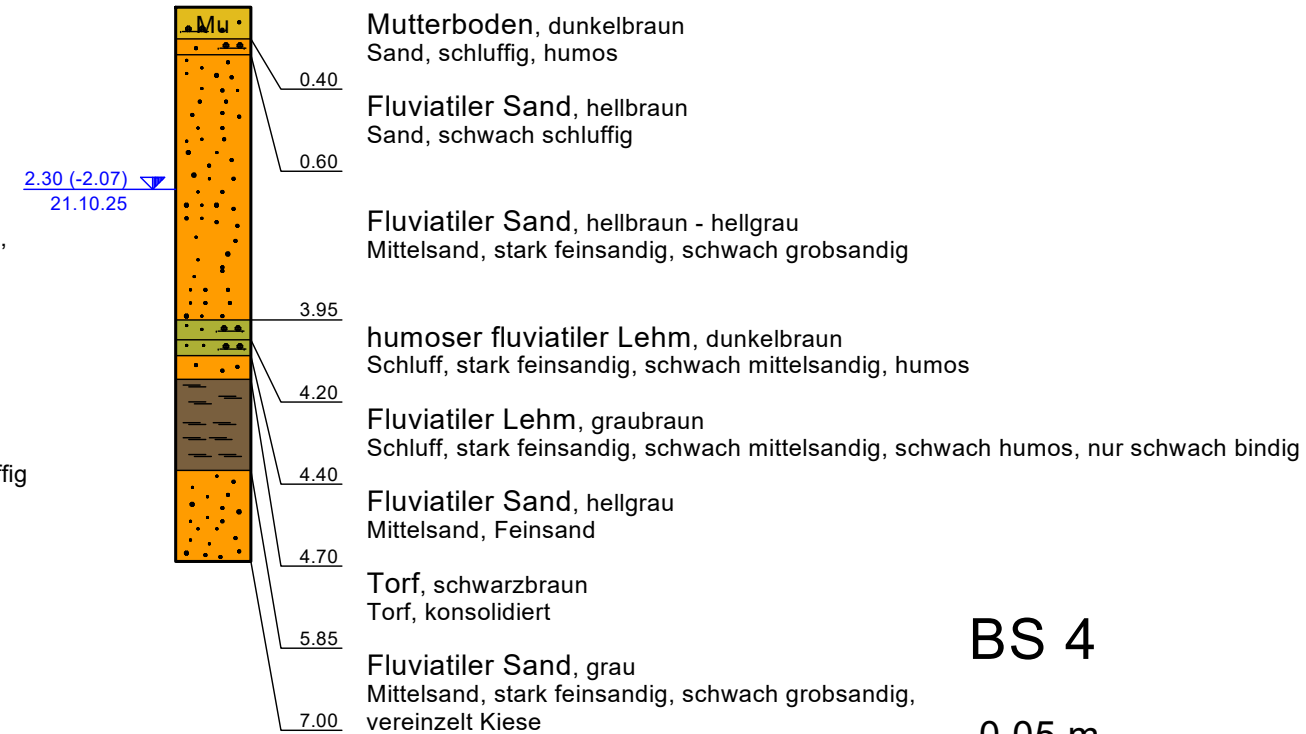 Mu
Mutterboden, dunkelbraun
Sand, schluffig, humos
0.40
Fluviatiler Sand, hellbraun
Sand, schwach schluffig
0.60
2.30 (-2.07)
21.10.25
Fluviatiler Sand, hellbraun - hellgrau
Mittelsand, stark feinsandig, schwach grobsandig
,
3.95
humoser fluviatiler Lehm, dunkelbraun
Schluff, stark feinsandig, schwach mittelsandig, humos
4.20
Fluviatiler Lehm, graubraun
Schluff, stark feinsandig, schwach mittelsandig, schwach humos, nur schwach bindig
4.40
Fluviatiler Sand, hellgrau
Mittelsand, Feinsand
4.70
Torf, schwarzbraun
Torf, konsolidiert
5.85
Fluviatiler Sand, grau
Mittelsand, stark feinsandig, schwach grobsandig,
vereinzelt Kiese
7.00
BS 4